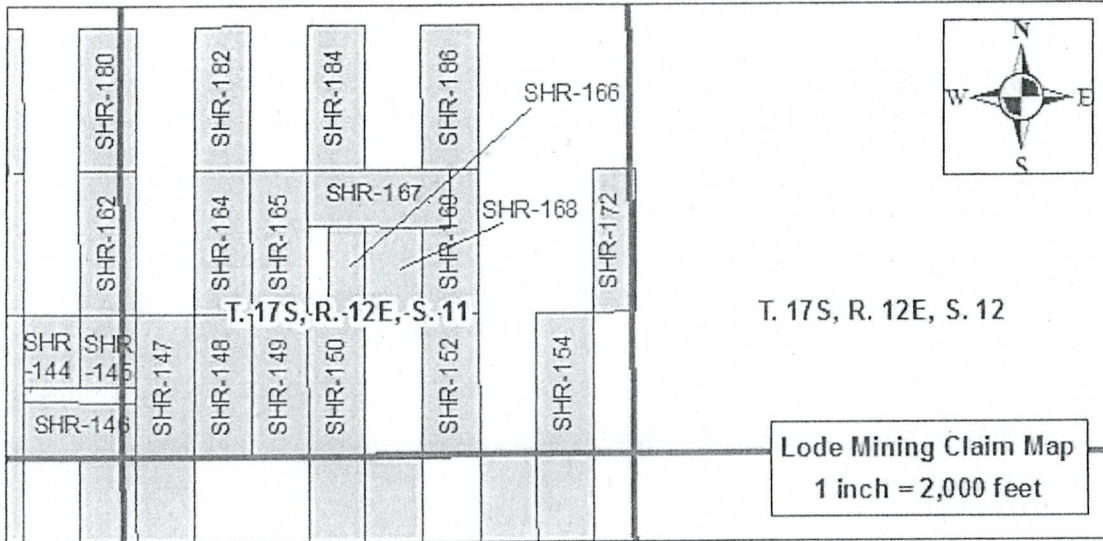 SHR-180
SHR-182
SHR-184
SHR-186
SHR-166
N
W
E
S
SHR-162
SHR-164
SHR-165
SHR-167
SHR-169
SHR-168
SHR-172
T. 17S, R. 12E, S. 11
T. 17S, R. 12E, S. 12
SHR
-144
SHR
-145
SHR-146
SHR-147
SHR-148
SHR-149
SHR-150
SHR-152
SHR-154
Lode Mining Claim Map
1 inch = 2,000 feet